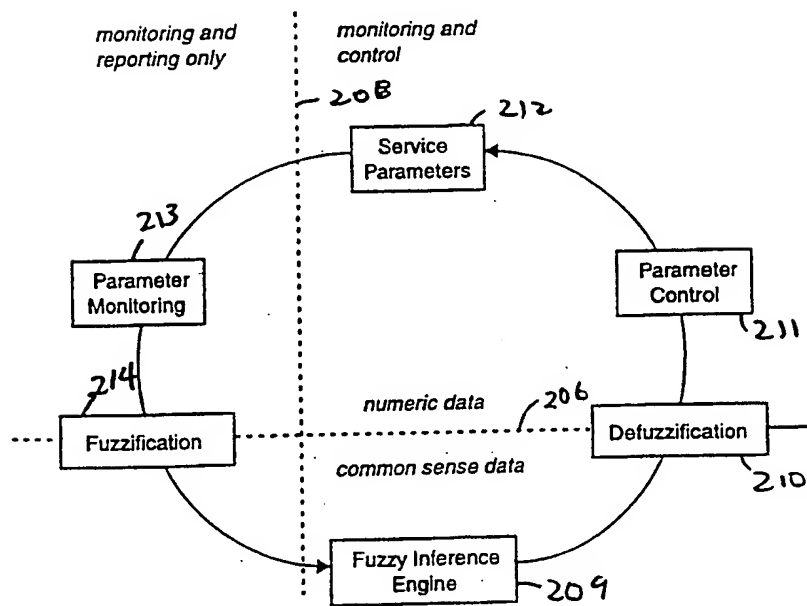 monitoring and
reporting only
monitoring and
control
208
212
Service
Parameters
213
Parameter
Monitoring
Parameter
Control
211
214
numeric data
206
Fuzzification
Defuzzification
common sense data
210
Fuzzy Inference
Engine
209